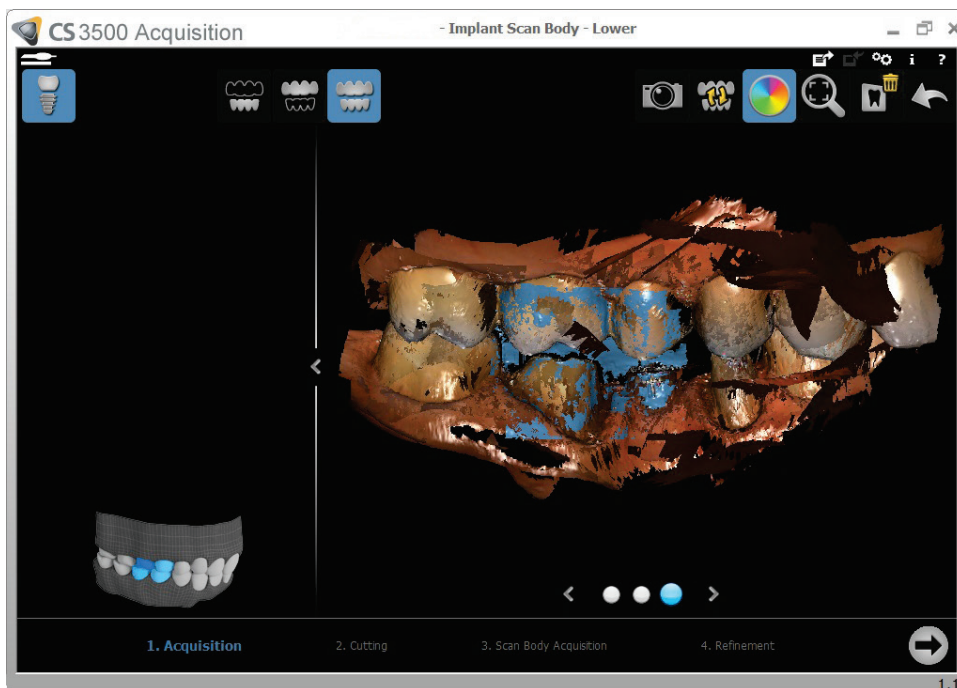 CS 3500 Acquisition
- Implant Scan Body - Lower
i ?
1. Acquisition
2. Cutting
3. Scan Body Acquisition
4. Refinement